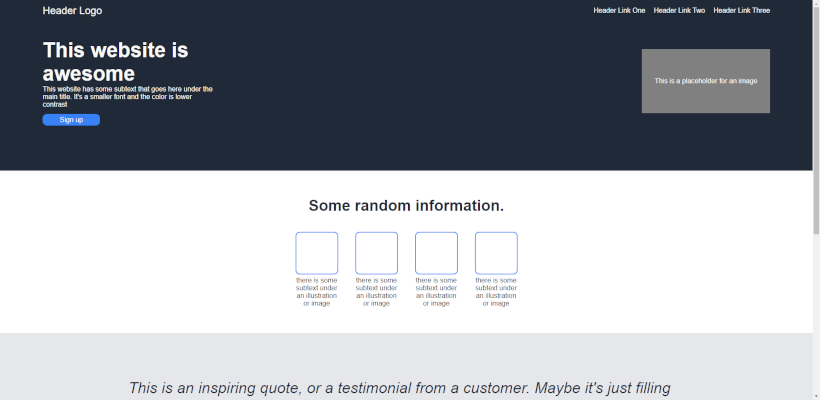 Header Logo
Header Link One Header Link Two Header Link Three
This website is
awesome
This website has some subtext that goes here under the
main title. It's a smaller font and the color is lower
contrast
Sign up
This is a placeholder for an image
Some random information.
there is some
subtext under
an illustration
or image
there is some
subtext under
an illustration
or image
there is some
subtext under
an illustration
or image
there is some
subtext under
an illustration
or image
This is an inspiring quote, or a testimonial from a customer. Maybe it's just filling